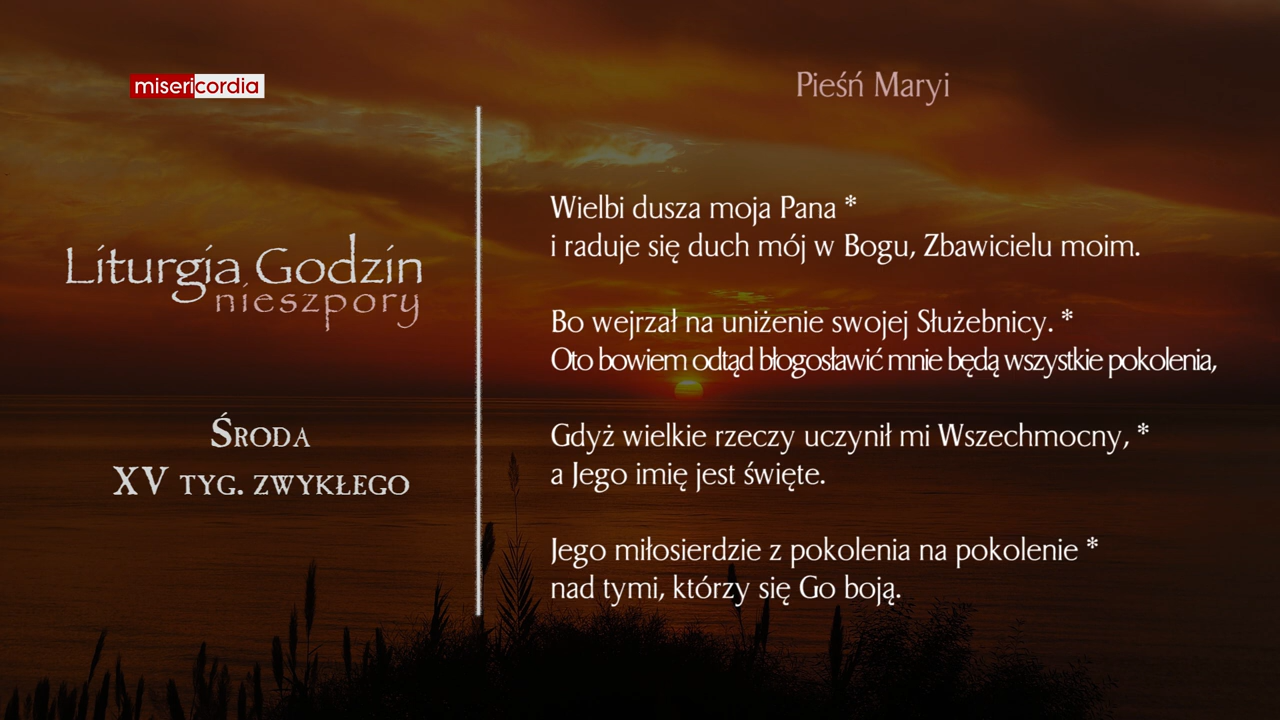 misericordia
Liturgia Godzin
nieszpory
Środa
XV tyg. zwykłego
Pieśń Maryi
Wielbi dusza moja Pana *
i raduje się duch mój w Bogu, Zbawicielu moim.
Bo wejrzał na uniżenie swojej Służebnicy. *
Oto bowiem odtąd błogosławić mnie będą wszystkie pokolenia,
Gdyż wielkie rzeczy uczynił mi Wszechmocny, *
a Jego imię jest święte.
Jego miłosierdzie z pokolenia na pokolenie *
nad tymi, którzy się Go boją.